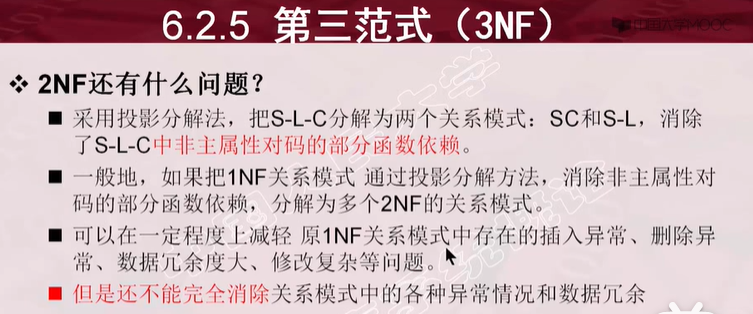 6.2.5 第三范式（3NF）
中国大学MOOC
❖ 2NF还有什么问题？
■ 采用投影分解法，把S-L-C分解为两个关系模式：SC和S-L，消除
了S-L-C中非主属性对码的部分函数依赖。
■ 一般地，如果把1NF关系模式 通过投影分解方法，消除非主属性对
码的部分函数依赖，分解为多个2NF的关系模式。
■ 可以在一定程度上减轻 原1NF关系模式中存在的插入异常、删除异
常、数据冗余度大、修改复杂等问题。
■ 但是还不能完全消除关系模式中的各种异常情况和数据冗余